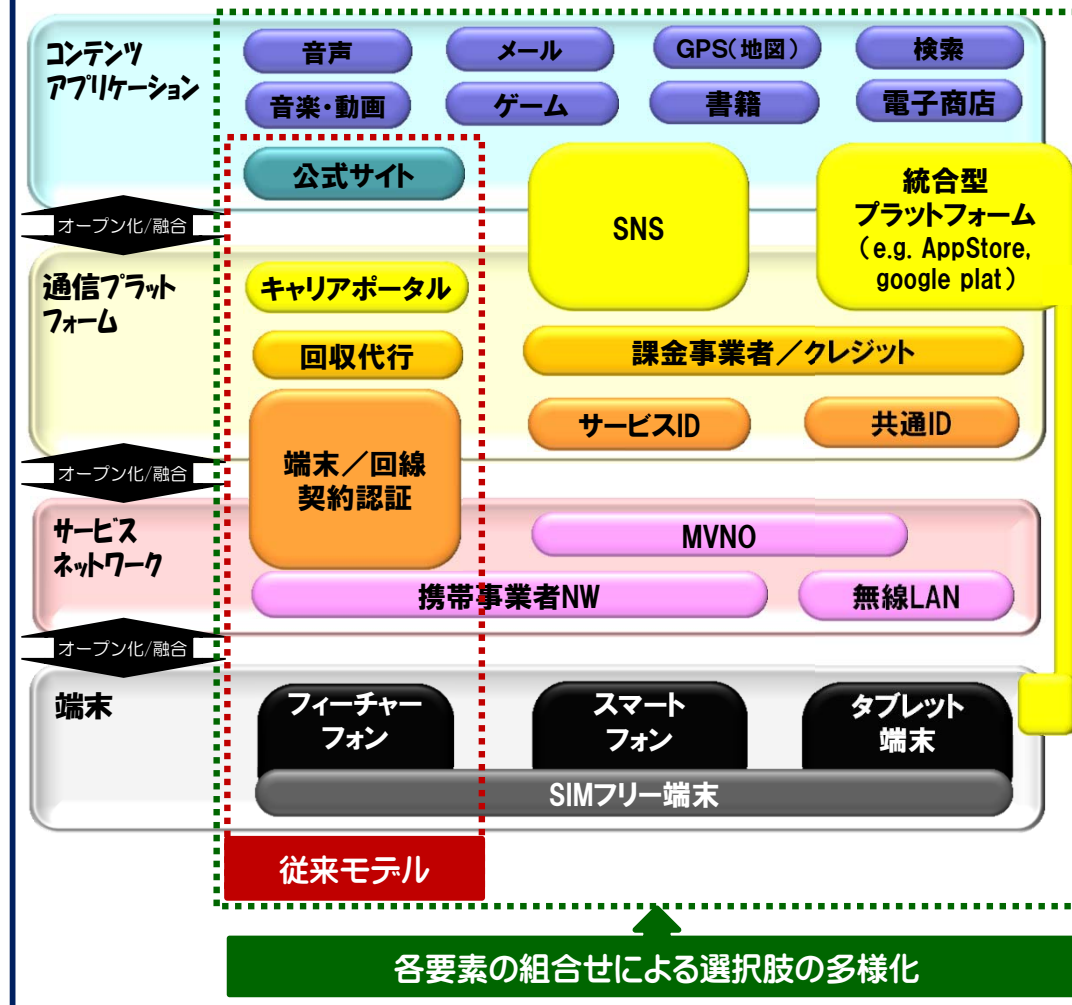 コンテンツ
アプリケーション
音声
メール
GPS(地図)
検索
音楽・動画
ゲーム
書籍
電子商店
公式サイト
オープン化/融合
SNS
統合型
プラットフォーム
(e.g. AppStore,
google plat)
通信プラット
フォーム
キャリアポータル
回収代行
課金事業者／クレジット
サービスID
共通ID
端末／回線
契約認証
オープン化/融合
サービス
ネットワーク
MVNO
携帯事業者NW
無線LAN
オープン化/融合
端末
フィーチャー
フォン
スマート
フォン
タブレット
端末
SIMフリー端末
従来モデル
各要素の組合せによる選択肢の多様化